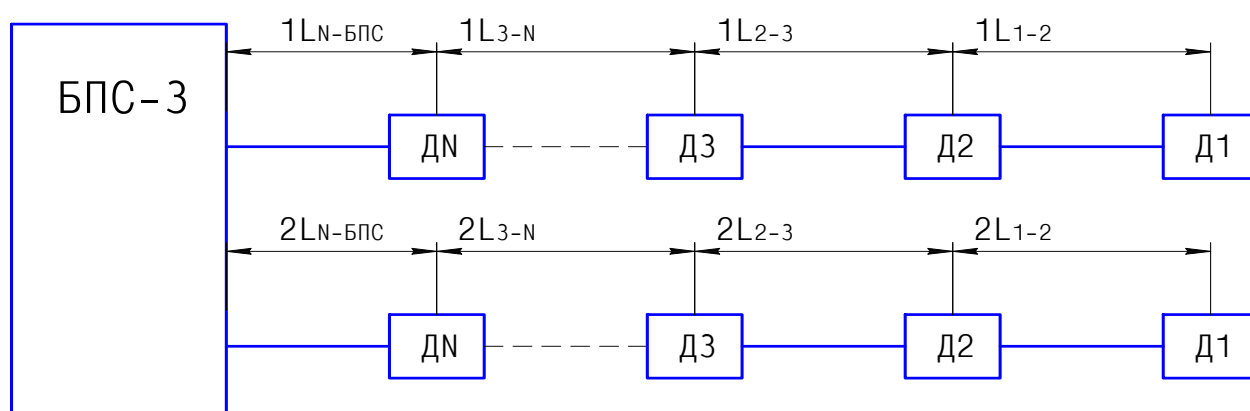 1LN-БПС 1L3-N 1L2-3 1L1-2
БПС-3
ДN Д3 Д2 Д1
2LN-БПС 2L3-N 2L2-3 2L1-2
ДN Д3 Д2 Д1